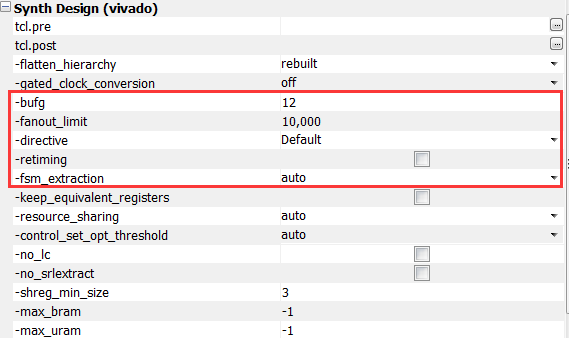 Synth Design (vivado)
tcl.pre ...
tcl.post ...
-flatten_hierarchy rebuilt
-gated_clock_conversion off
-bufg 12
-fanout_limit 10,000
-directive Default
-retiming
-fsm_extraction auto
-keep_equivalent_registers
-resource_sharing auto
-control_set_opt_threshold auto
-no_lc
-no_srlextract
-shreg_min_size 3
-max_bram -1
-max_uram -1